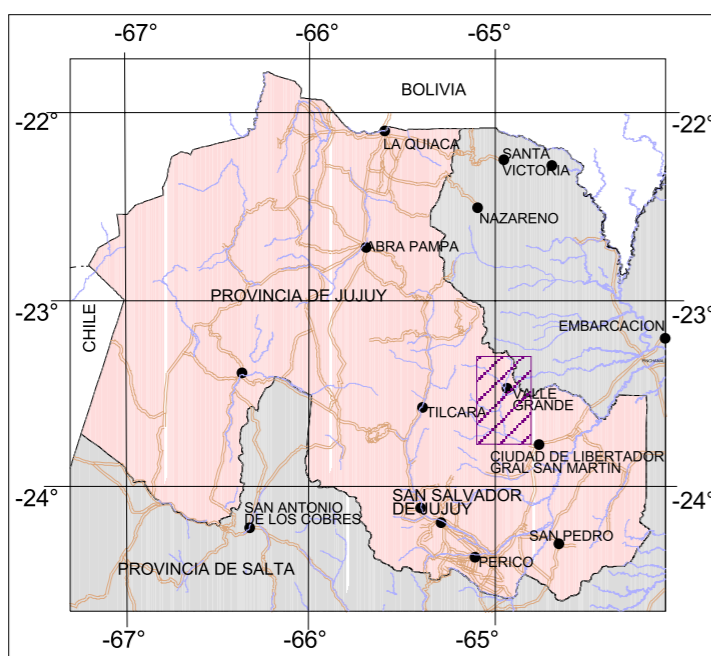 -67°
-66°
-65°
BOLIVIA
-22°
-22°
LA QUIACA
SANTA
VICTORIA
NAZARENO
ABRA PAMPA
PROVINCIA DE JUJUY
-23°
-23°
CHILE
EMBARCACION
VALLE
GRANDE
TILCARA
CIUDAD DE LIBERTADOR
GRAL SAN MARTIN
-24°
-24°
SAN SALVADOR
DE JUJUY
SAN ANTONIO
DE LOS COBRES
SAN PEDRO
PERICO
PROVINCIA DE SALTA
-67°
-66°
-65°